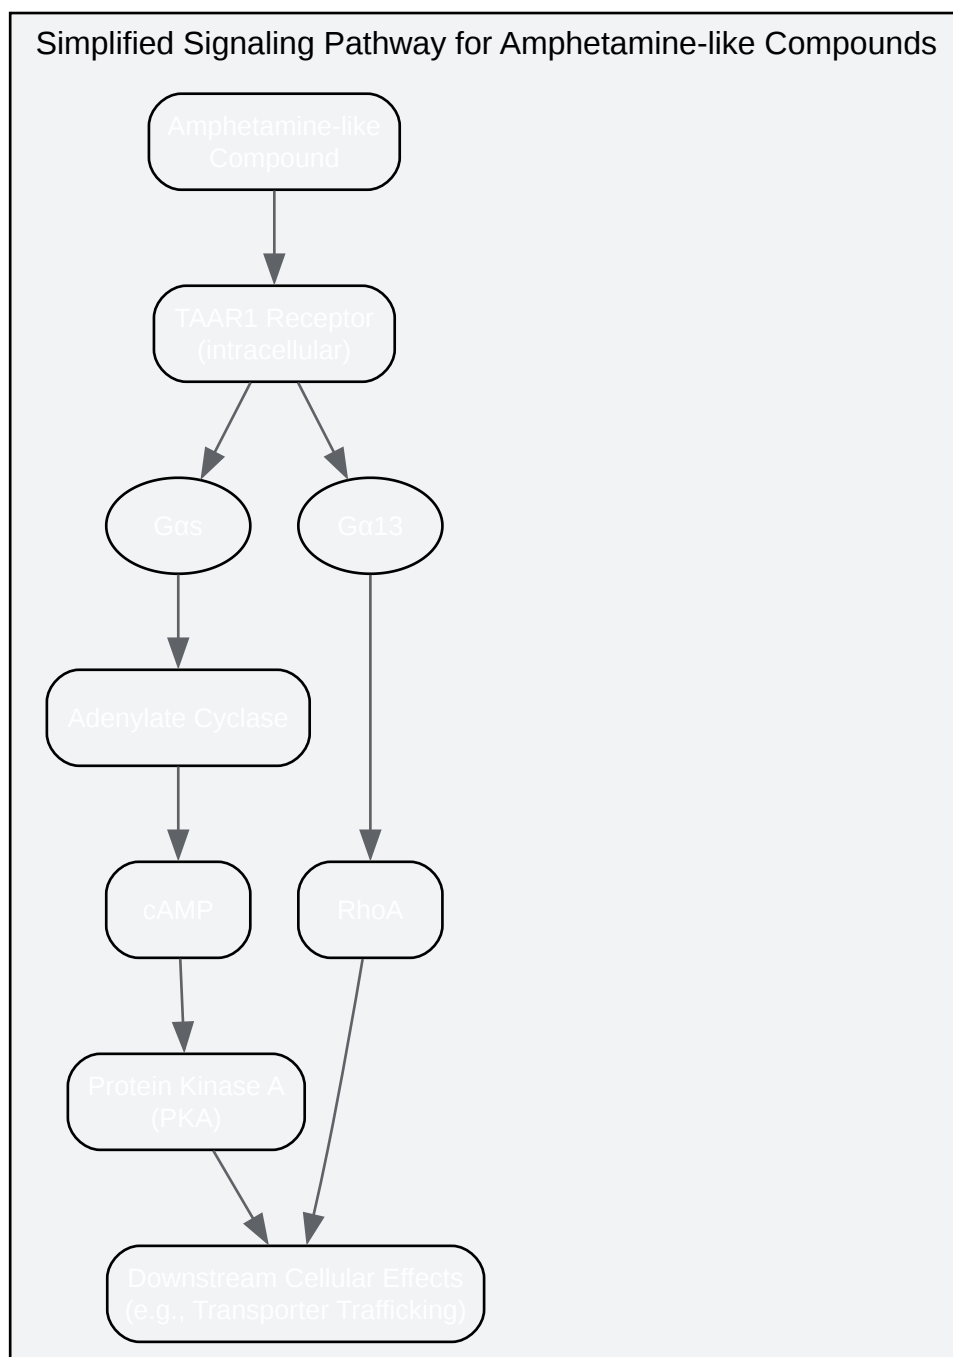 Simplified Signaling Pathway for Amphetamine-like Compounds
Amphetamine-like
Compound
TAAR1 Receptor
(intracellular)
Gαs
Gα13
Adenylate Cyclase
cAMP
RhoA
Protein Kinase A
(PKA)
Downstream Cellular Effects
(e.g., Transporter Trafficking)